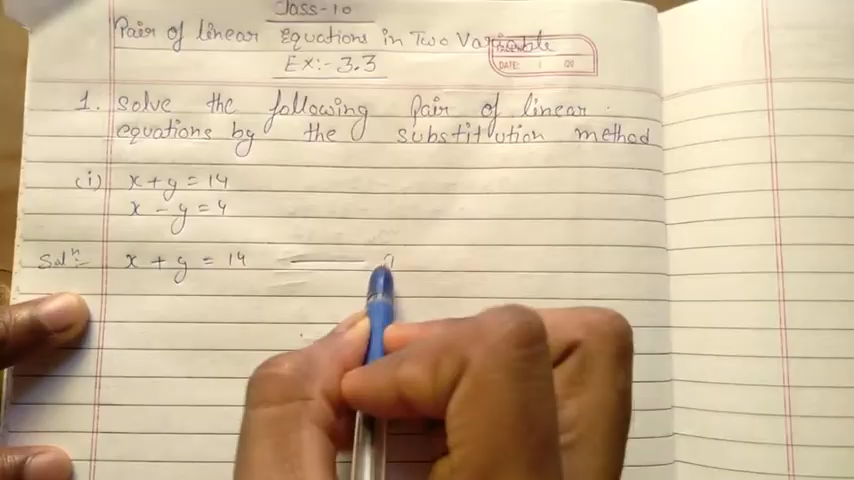 Class-10
Pair of linear Equations in Two Variable
Ex:- 3.3
DATE:
1. solve the following Pair of linear
equations by the substitution method
(i) x + y = 14
x - y = 4
Solⁿ:- x + y = 14